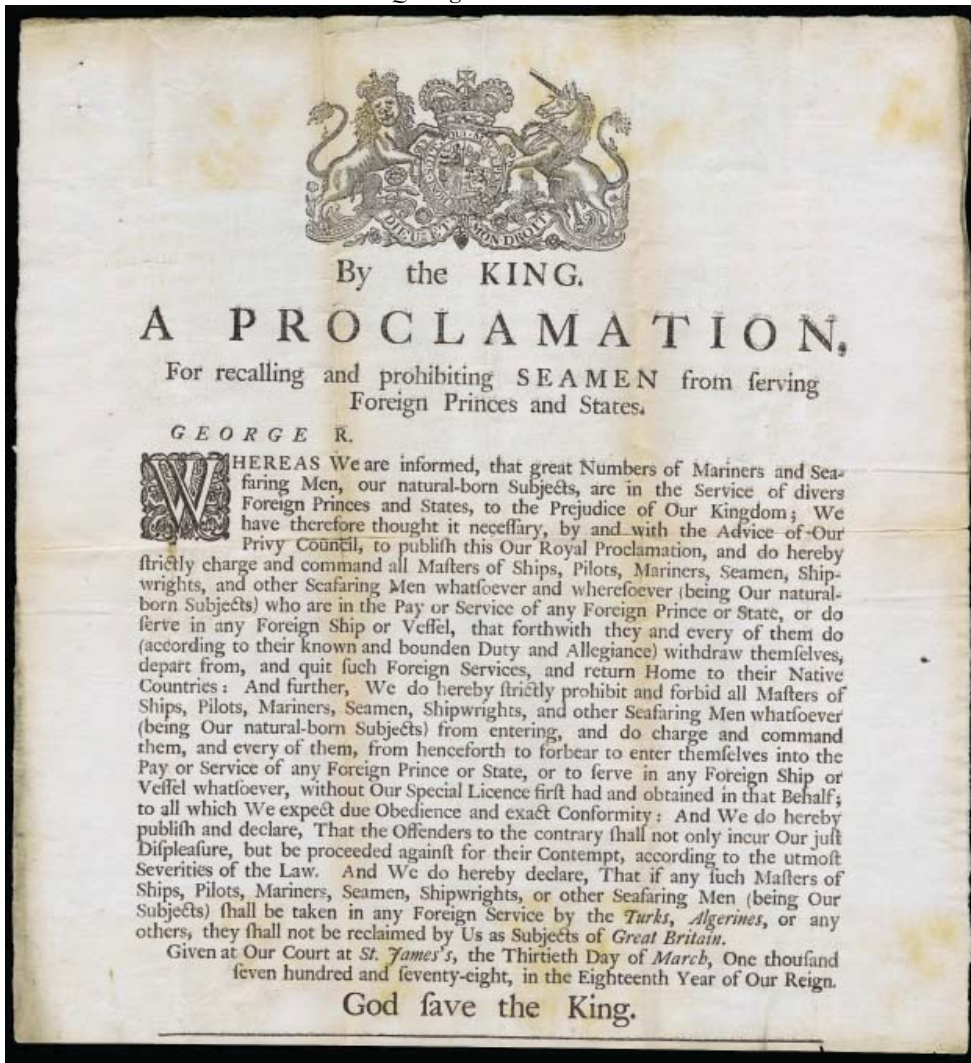 DIEU·ET MON·DROIT
By the KING.
A PROCLAMATION,
For recalling and prohibiting SEAMEN from ſerving
Foreign Princes and States.
GEORGE R.
WHEREAS We are informed, that great Numbers of Mariners and Sea-
faring Men, our natural-born Subjects, are in the Service of divers
Foreign Princes and States, to the Prejudice of Our Kingdom; We
have therefore thought it neceſſary, by and with the Advice of Our
Privy Council, to publiſh this Our Royal Proclamation, and do hereby
ſtrictly charge and command all Maſters of Ships, Pilots, Mariners, Seamen, Ship-
wrights, and other Seafaring Men whatſoever and whereſoever (being Our natural-
born Subjects) who are in the Pay or Service of any Foreign Prince or State, or do
ſerve in any Foreign Ship or Veſſel, that forthwith they and every of them do
(according to their known and bounden Duty and Allegiance) withdraw themſelves,
depart from, and quit ſuch Foreign Services, and return Home to their Native
Countries: And further, We do hereby ſtrictly prohibit and forbid all Maſters of
Ships, Pilots, Mariners, Seamen, Shipwrights, and other Seafaring Men whatſoever
(being Our natural-born Subjects) from entering, and do charge and command
them, and every of them, from henceforth to forbear to enter themſelves into the
Pay or Service of any Foreign Prince or State, or to ſerve in any Foreign Ship or
Veſſel whatſoever, without Our Special Licence firſt had and obtained in that Behalf;
to all which We expect due Obedience and exact Conformity: And We do hereby
publiſh and declare, That the Offenders to the contrary ſhall not only incur Our juſt
Diſpleaſure, but be proceeded againſt for their Contempt, according to the utmoſt
Severities of the Law. And We do hereby declare, That if any ſuch Maſters of
Ships, Pilots, Mariners, Seamen, Shipwrights, or other Seafaring Men (being Our
Subjects) ſhall be taken in any Foreign Service by the Turks, Algerines, or any
others, they ſhall not be reclaimed by Us as Subjects of Great Britain.
Given at Our Court at St. James's, the Thirtieth Day of March, One thouſand
ſeven hundred and ſeventy-eight, in the Eighteenth Year of Our Reign.
God ſave the King.